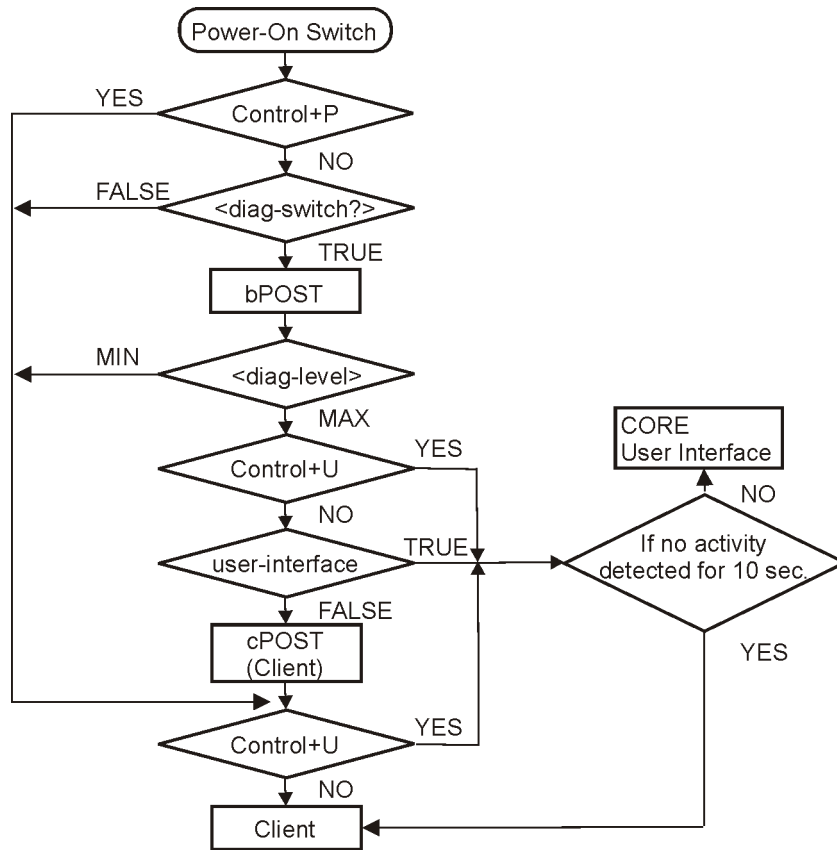 Power-On Switch
YES
Control+P
NO
FALSE
<diag-switch?>
TRUE
bPOST
MIN
<diag-level>
MAX
YES
Control+U
NO
TRUE
user-interface
FALSE
cPOST
(Client)
YES
Control+U
NO
Client
CORE
User Interface
NO
If no activity
detected for 10 sec.
YES